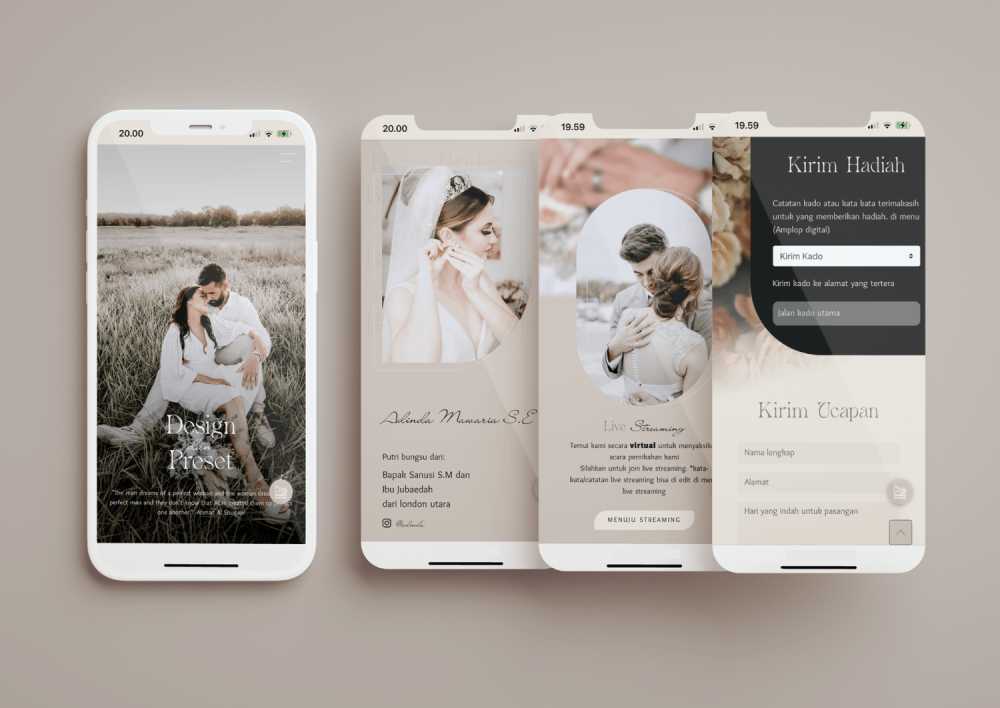 20.00
Design
dan
Preset
"The man dreams of a perfect woman and the woman dreams
perfect man and they don't know that ALLAH created them to
one another." Ahmad Al Shugairi
20.00
Bride
Adinda Mawaria S.E
Putri bungsu dari:
Bapak Sanusi S.M dan
Ibu Jubaedah
dari london utara
@adinda
19.59
Live Streaming
Temui kami secara virtual untuk menyaksik
acara pernikahan kami
Silahkan untuk join live streaming. *kata-
kata/catatan live streaming bisa di edit di men
live streaming
MENUJU STREAMING
19.59
Kirim Hadiah
Catatan kado atau kata kata terimakasih
untuk yang memberikan hadiah. di menu
(Amplop digital)
Kirim Kado
Kirim kado ke alamat yang tertera
Jalan kado utama
Kirim Ucapan
Nama lengkap
Alamat
Hari yang indah untuk pasangan